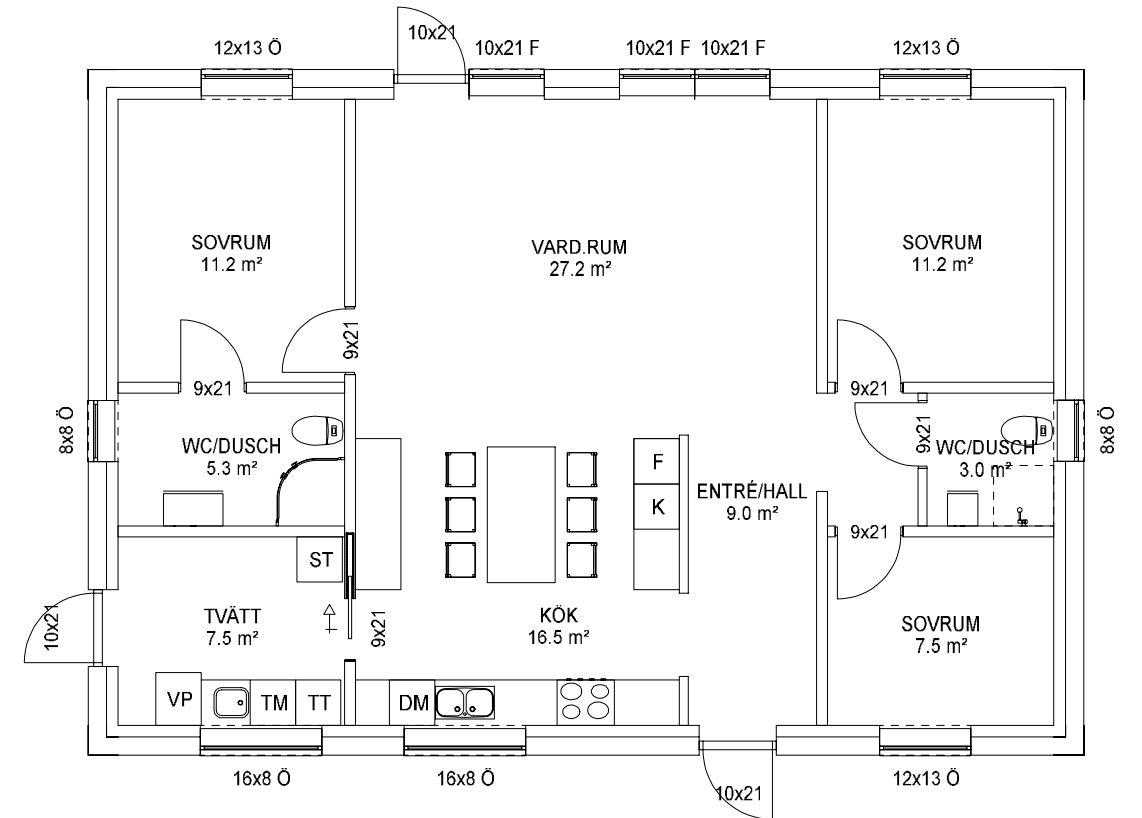 12x13 Ö
10x21
10x21 F
10x21 F
10x21 F
12x13 Ö
SOVRUM
11.2 m²
VARD.RUM
27.2 m²
SOVRUM
11.2 m²
9x21
9x21
9x21
8x8 Ö
WC/DUSCH
5.3 m²
F
K
ENTRÉ/HALL
9.0 m²
9x21
WC/DUSCH
3.0 m²
8x8 Ö
9x21
ST
TVÄTT
7.5 m²
10x21
9x21
KÖK
16.5 m²
SOVRUM
7.5 m²
VP
TM
TT
DM
16x8 Ö
16x8 Ö
10x21
12x13 Ö